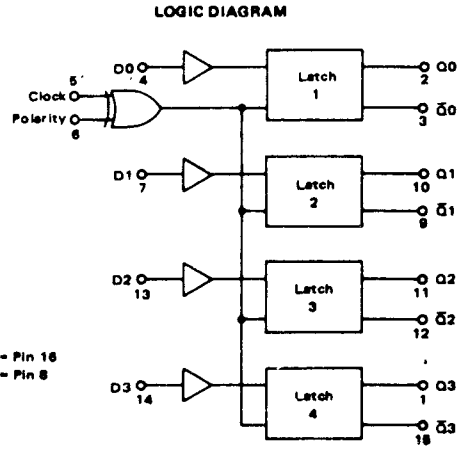 LOGIC DIAGRAM
D0 4
Latch 1
Q0 2
Q̅0 3
Clock 5
Polarity 6
D1 7
Latch 2
Q1 10
Q̅1 9
D2 13
Latch 3
Q2 11
Q̅2 12
= Pin 16
= Pin 8
D3 14
Latch 4
Q3 1
Q̅3 15